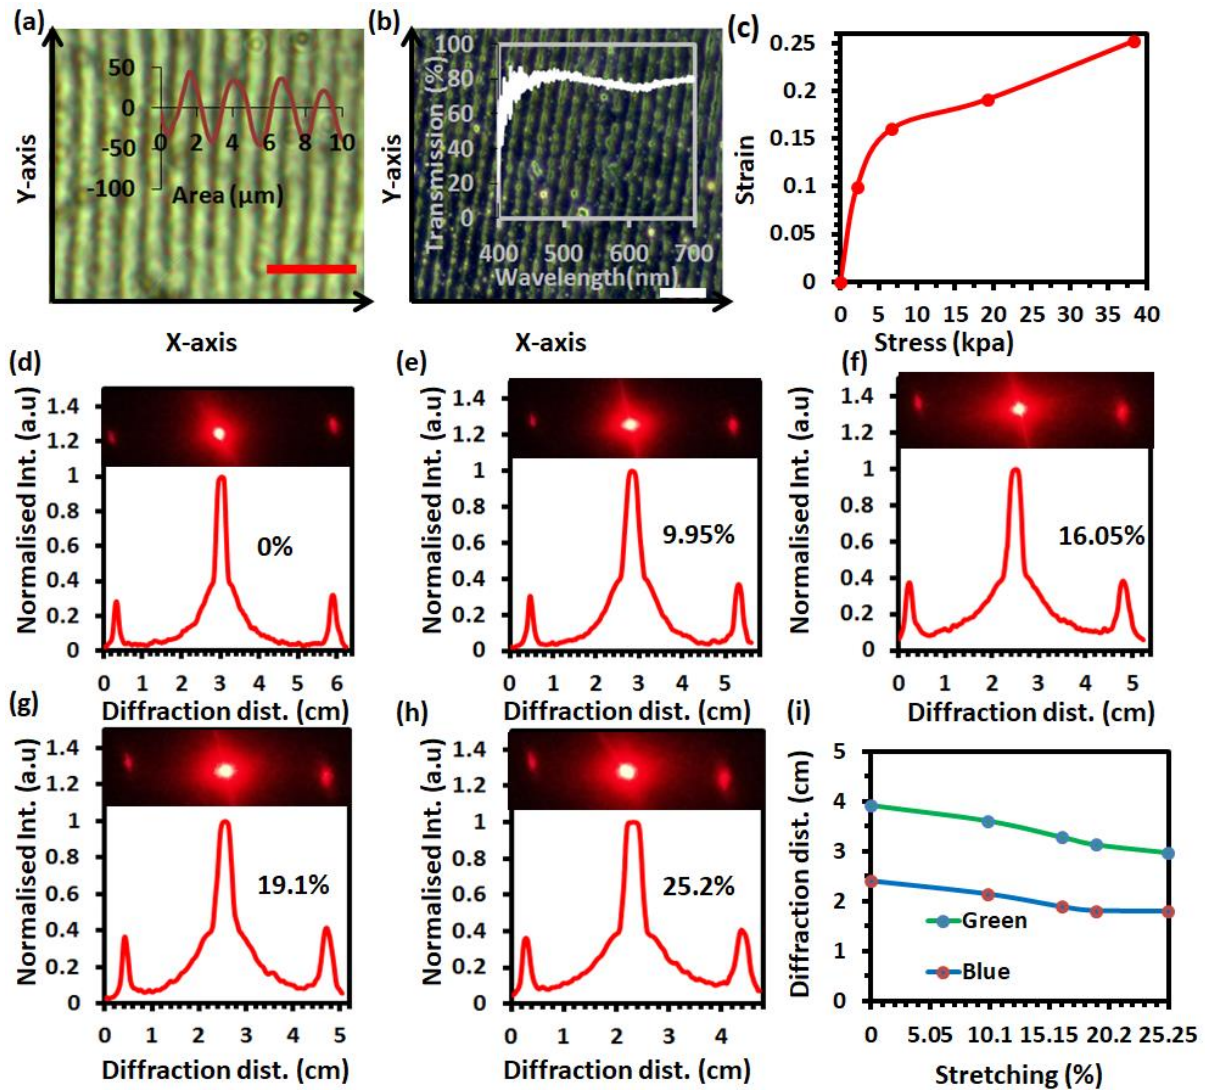 (a)
Y-axis
50
0
-50
-100
0 2 4 6 8 10
Area (µm)
X-axis
(b)
Y-axis
Transmission (%)
100
80
60
40
20
0
400 500 600 700
Wavelength(nm)
X-axis
(c)
Strain
0.25
0.2
0.15
0.1
0.05
0
0 5 10 15 20 25 30 35 40
Stress (kpa)
(d)
Normalised Int. (a.u)
1.4
1.2
1
0.8
0.6
0.4
0.2
0
0%
0 1 2 3 4 5 6
Diffraction dist. (cm)
(e)
Normalised Int. (a.u)
1.4
1.2
1
0.8
0.6
0.4
0.2
0
9.95%
0 1 2 3 4 5
Diffraction dist. (cm)
(f)
Normalised Int. (a.u)
1.4
1.2
1
0.8
0.6
0.4
0.2
0
16.05%
0 1 2 3 4 5
Diffraction dist. (cm)
(g)
Normalised Int. (a.u)
1.4
1.2
1
0.8
0.6
0.4
0.2
0
19.1%
0 1 2 3 4 5
Diffraction dist. (cm)
(h)
Normalised Int. (a.u)
1.4
1.2
1
0.8
0.6
0.4
0.2
0
25.2%
0 1 2 3 4
Diffraction dist. (cm)
(i)
Diffraction dist. (cm)
5
4
3
2
1
0
Green
Blue
0 5.05 10.1 15.15 20.2 25.25
Stretching (%)